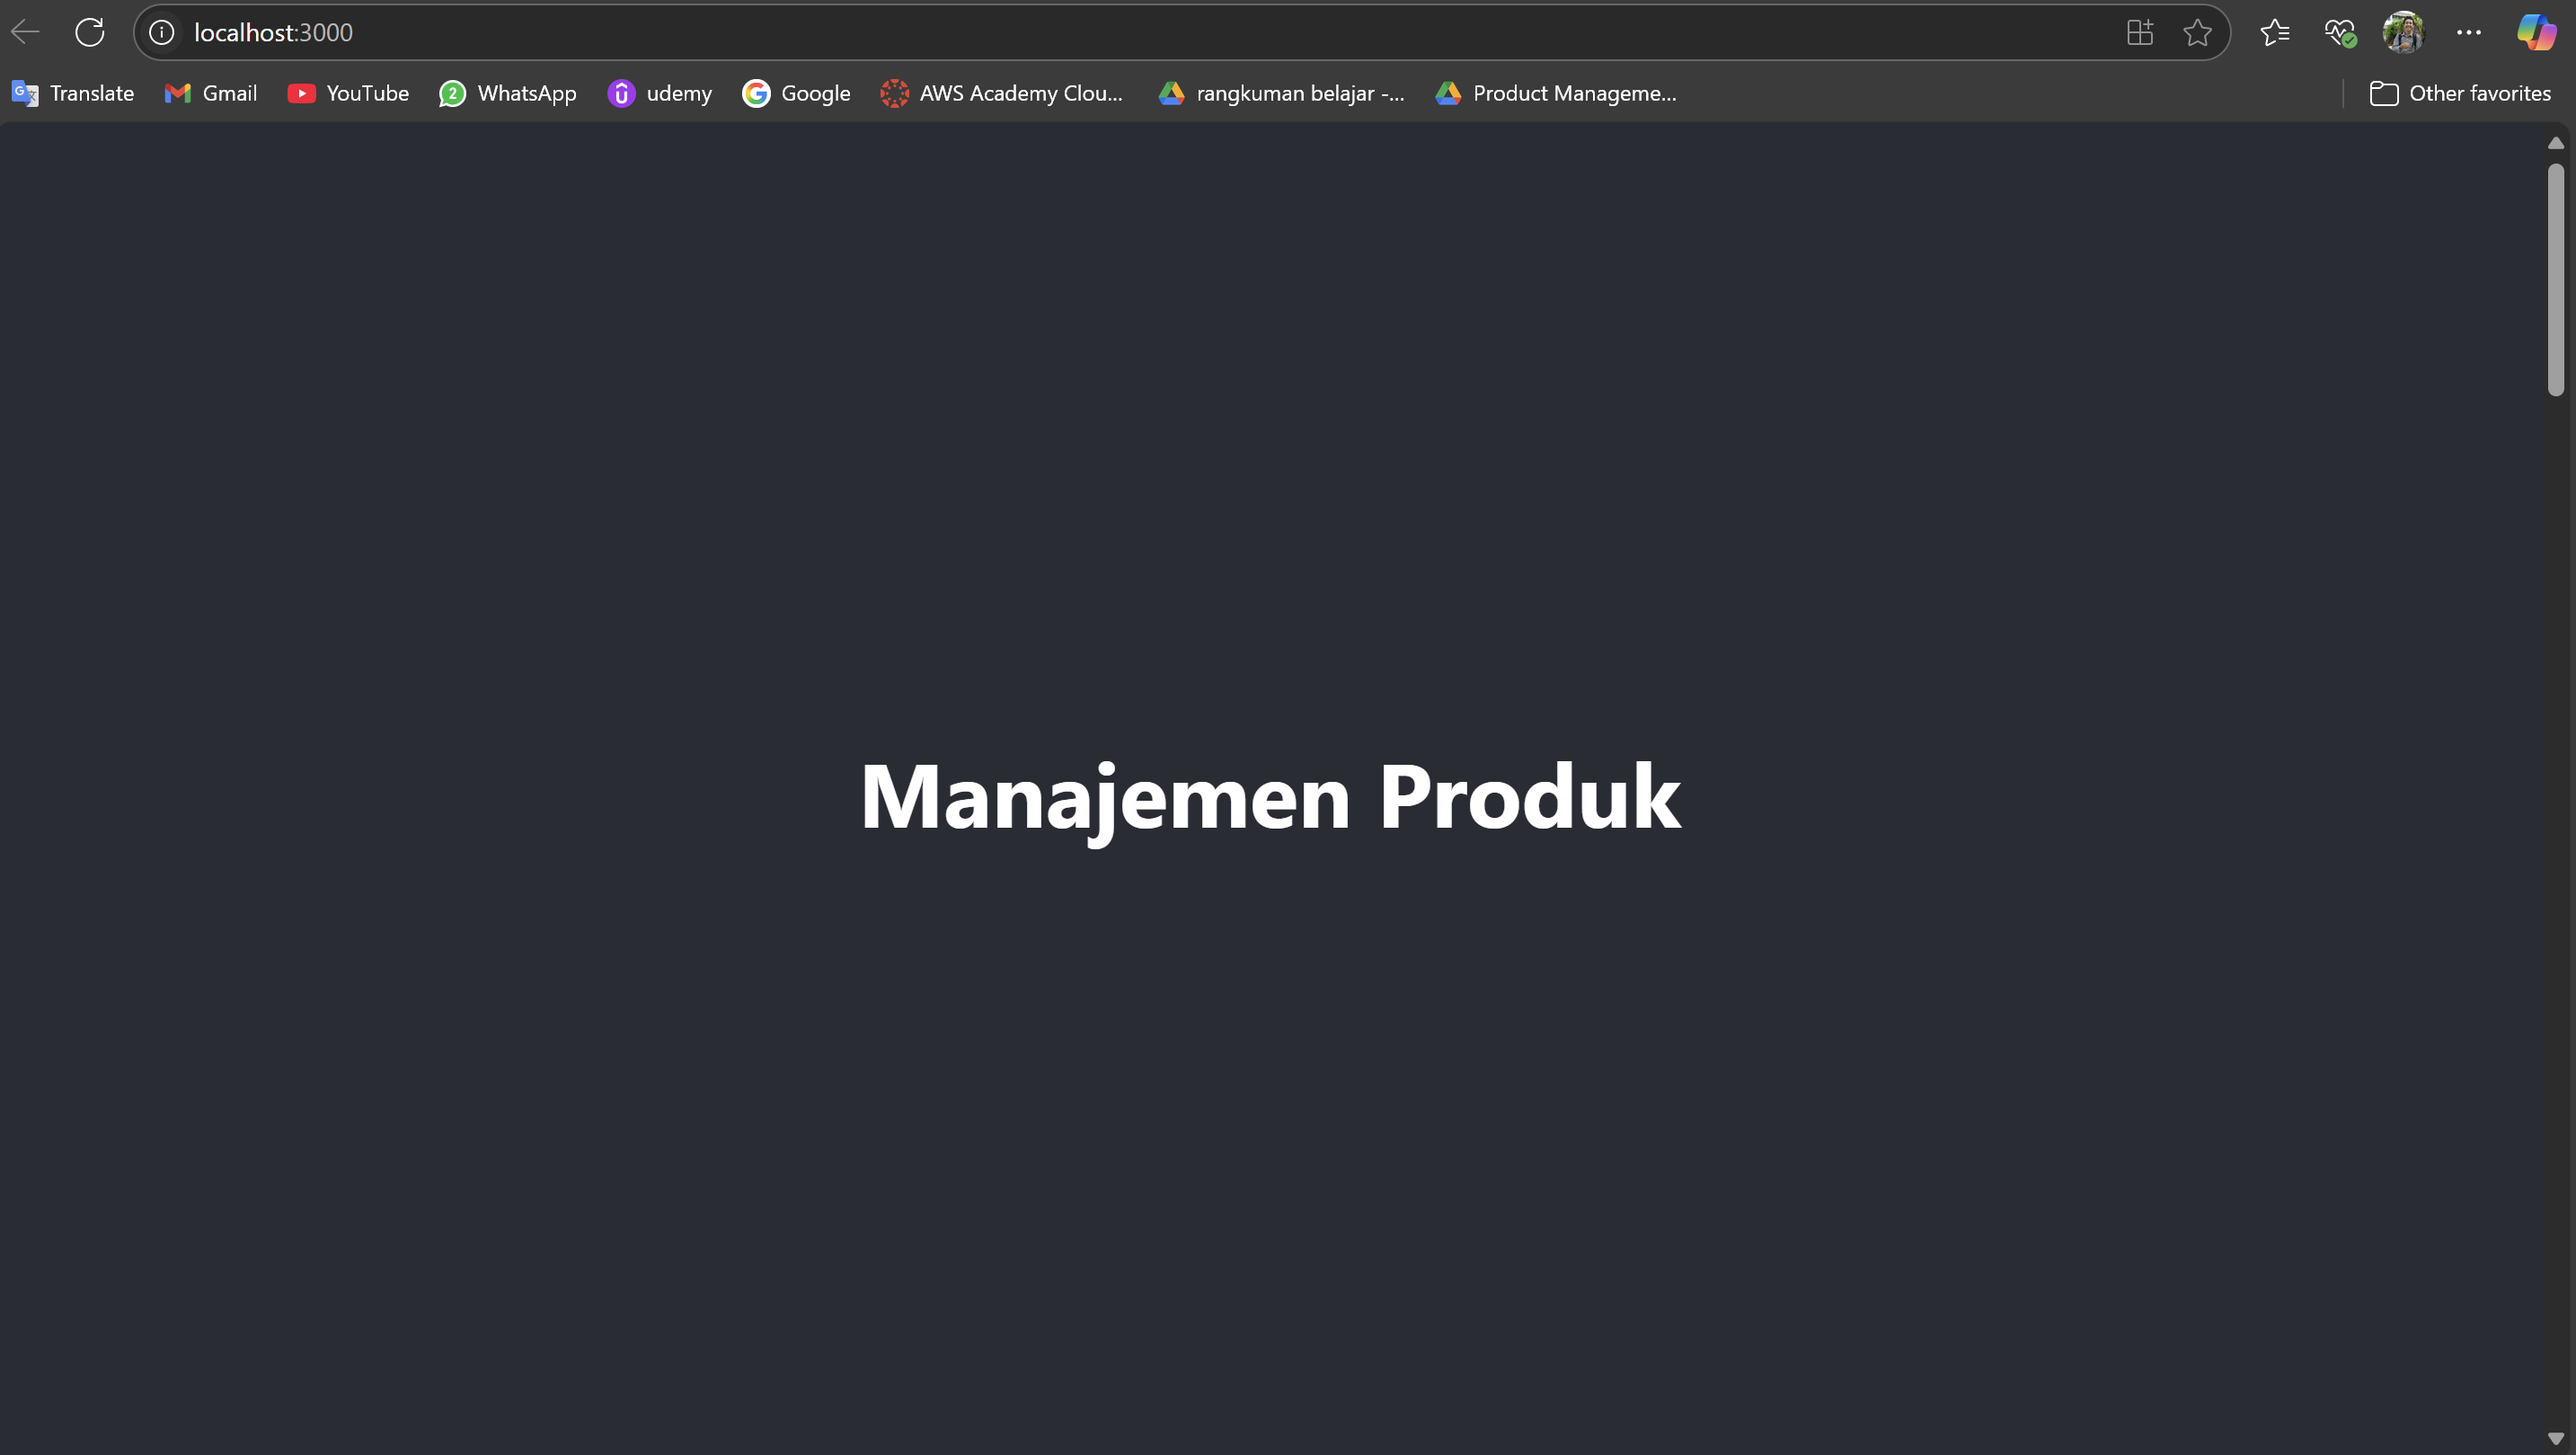 localhost:3000
Translate Gmail YouTube 2 WhatsApp udemy Google AWS Academy Clou... rangkuman belajar -... Product Manageme... Other favorites
Manajemen Produk